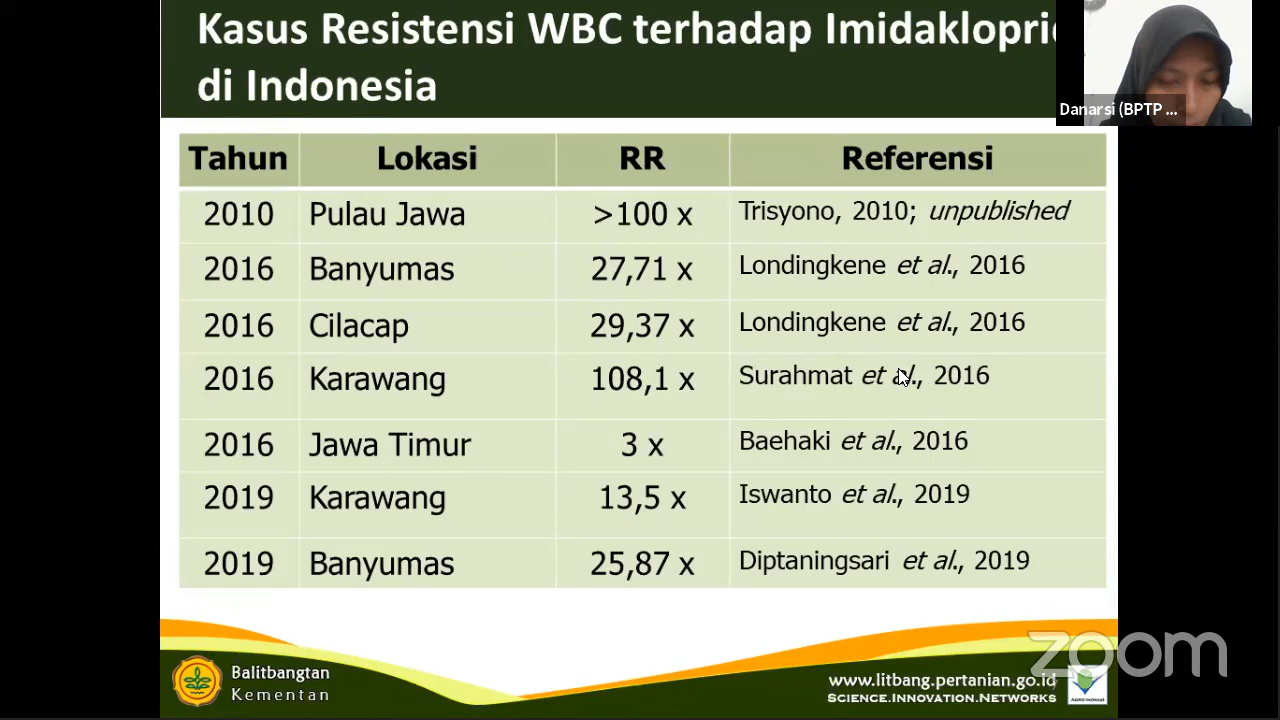 Kasus Resistensi WBC terhadap Imidakloprid
di Indonesia
Danarsi (BPTP ...
Tahun Lokasi RR Referensi
2010 Pulau Jawa >100 x Trisyono, 2010; unpublished
2016 Banyumas 27,71 x Londingkene et al., 2016
2016 Cilacap 29,37 x Londingkene et al., 2016
2016 Karawang 108,1 x Surahmat et al., 2016
2016 Jawa Timur 3 x Baehaki et al., 2016
2019 Karawang 13,5 x Iswanto et al., 2019
2019 Banyumas 25,87 x Diptaningsari et al., 2019
Balitbangtan
Kementan
www.litbang.pertanian.go.id
SCIENCE.INNOVATION.NETWORKS
zoom